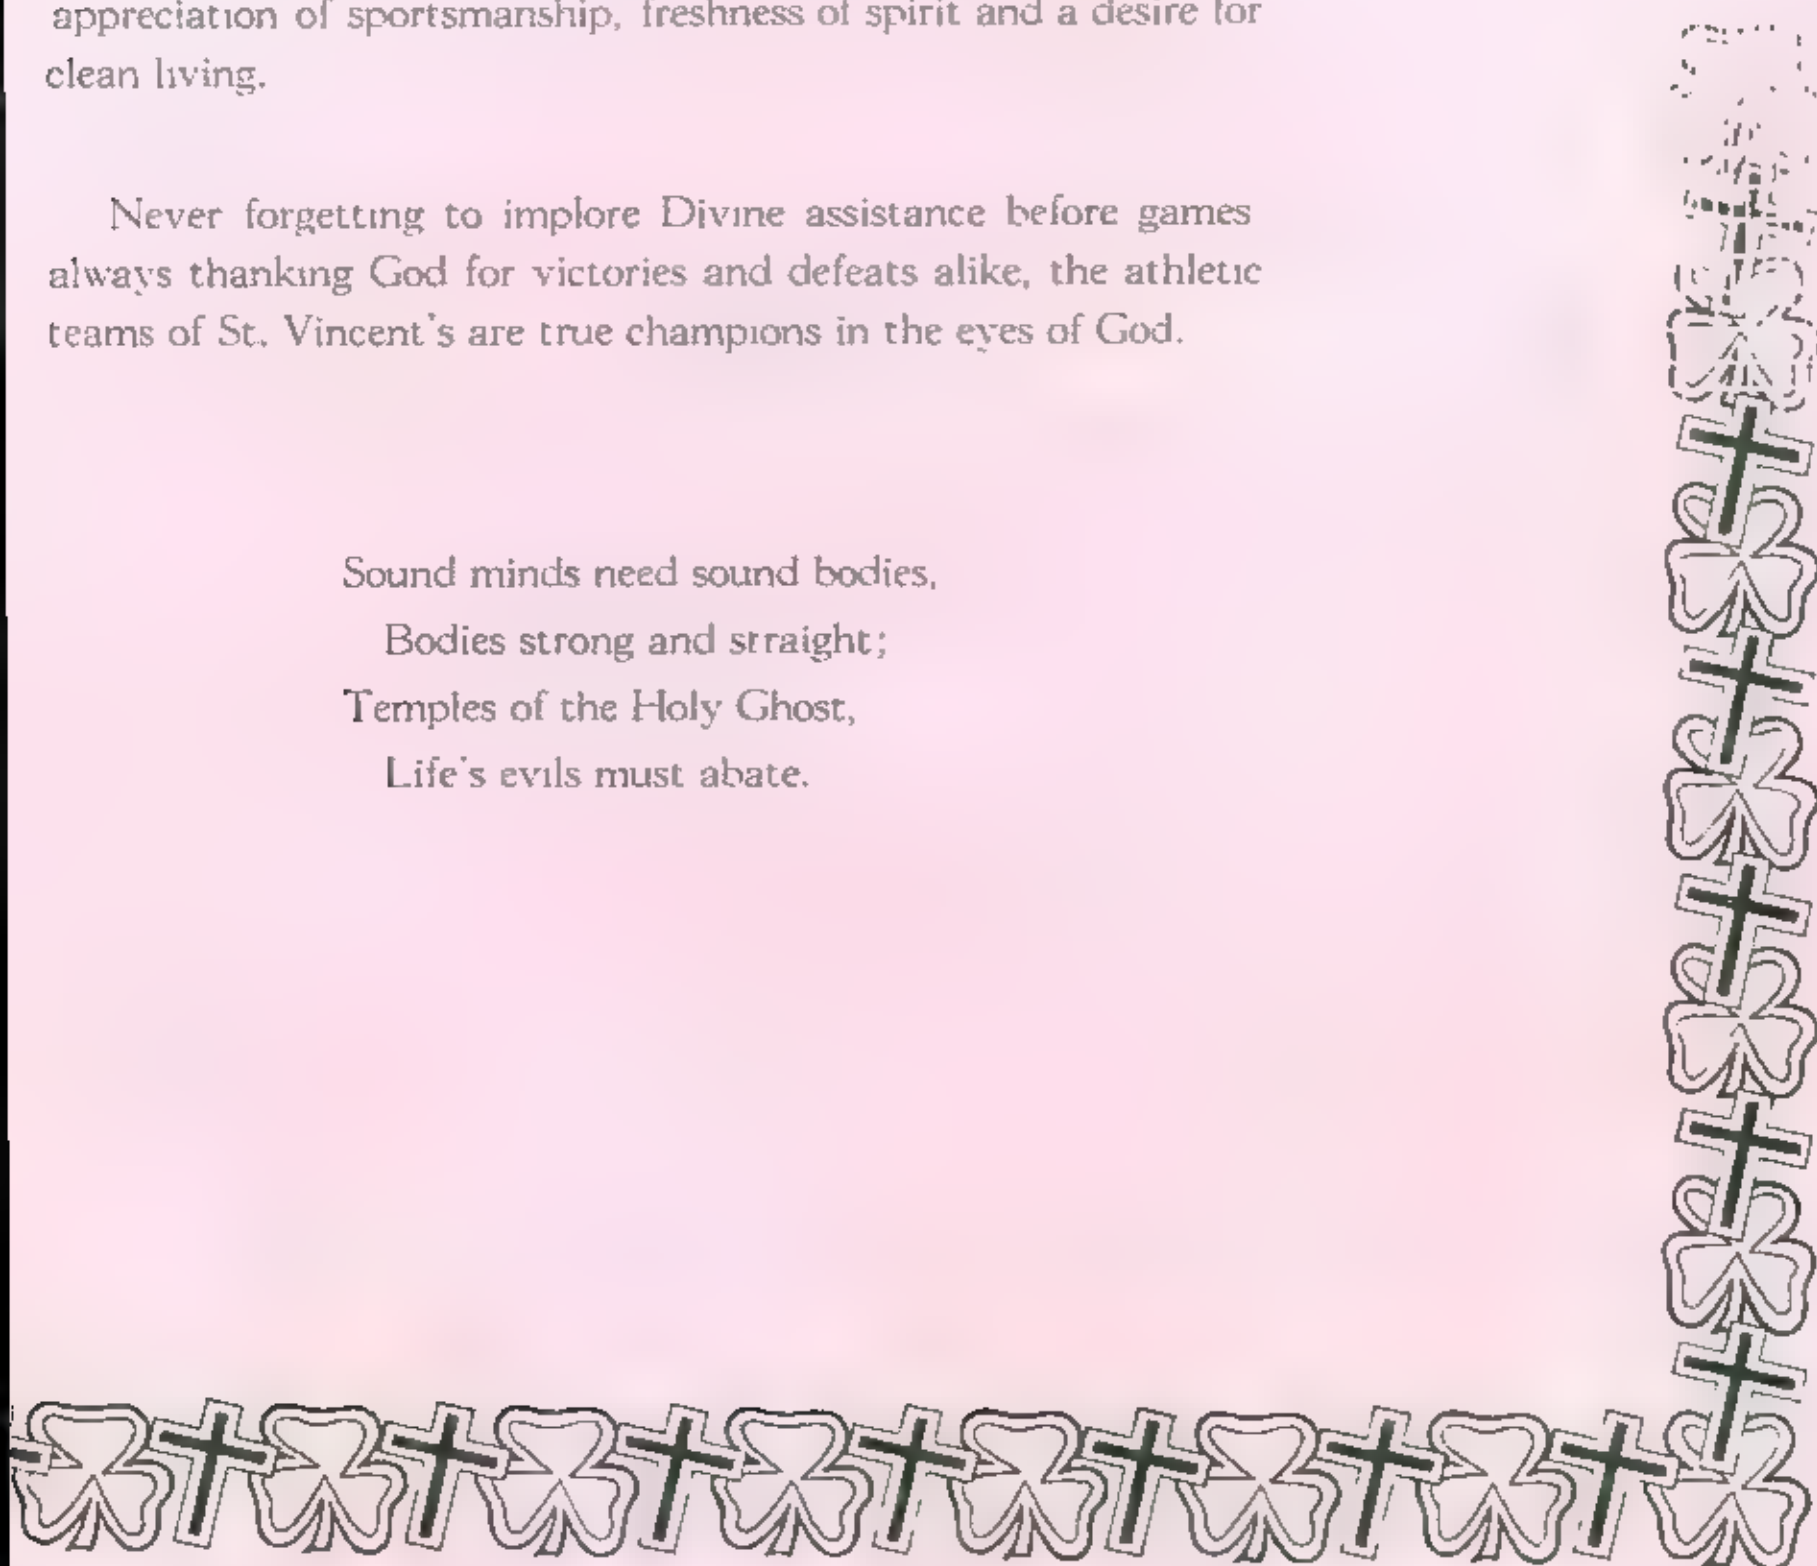 appreciation of sportsmanship, freshness of spirit and a desire for
clean living.
Never forgetting to implore Divine assistance before games
always thanking God for victories and defeats alike, the athletic
teams of St. Vincent's are true champions in the eyes of God.
Sound minds need sound bodies,
Bodies strong and straight;
Temples of the Holy Ghost,
Life's evils must abate.